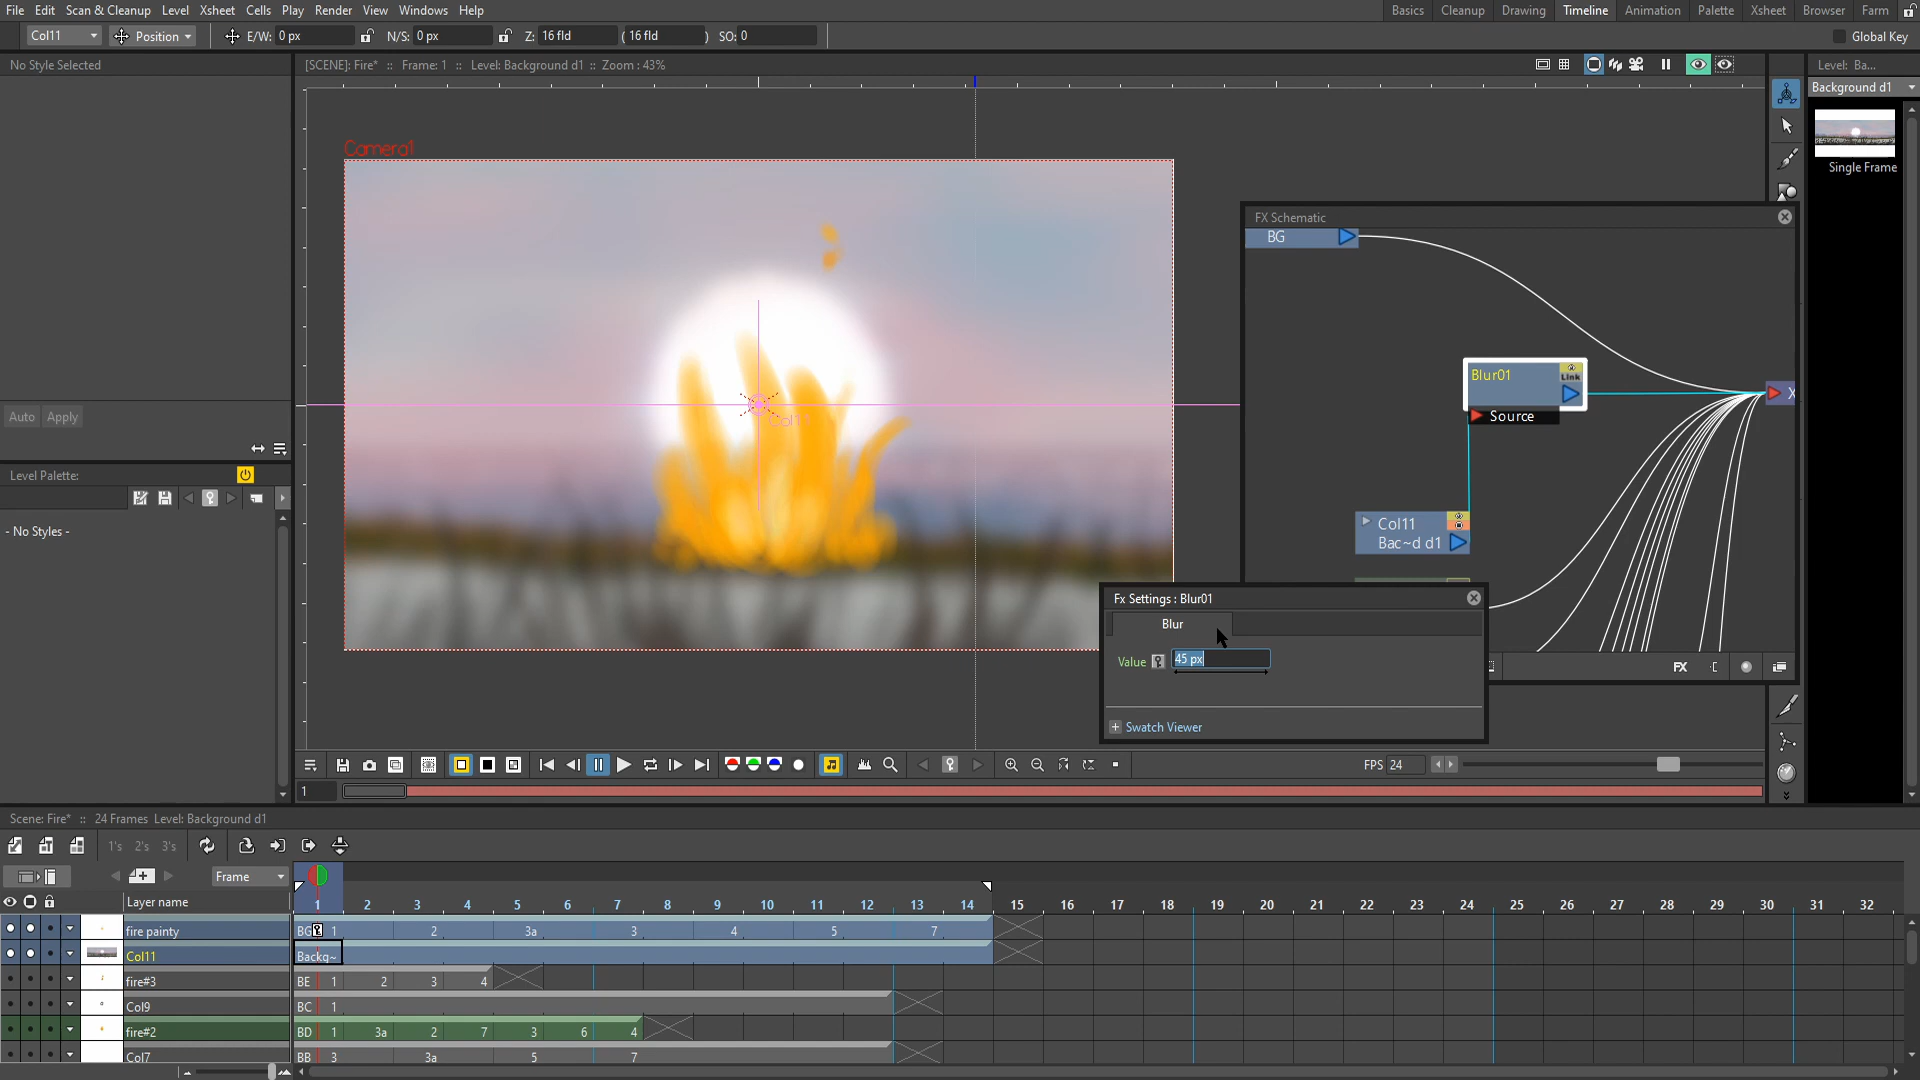 File Edit Scan & Cleanup Level Xsheet Cells Play Render View Windows Help
Basics Cleanup Drawing Timeline Animation Palette Xsheet Browser Farm
Col11 Position E/W: 0 px N/S: 0 px Z: 16 fld ( 16 fld ) SO: 0 Global Key
No Style Selected
[SCENE]: Fire* :: Frame: 1 :: Level: Background d1 :: Zoom : 43%
Level: Ba...
Background d1
Single Frame
Camera1
Col11
FX Schematic
BG
Blur01
Link
Source
X
Col11
Bac~d d1
Fx Settings : Blur01
Blur
Value 45 px
Swatch Viewer
FX
Auto Apply
Level Palette:
- No Styles -
FPS 24
1
Scene: Fire* :: 24 Frames Level: Background d1
1's 2's 3's
Frame
Layer name
1 2 3 4 5 6 7 8 9 10 11 12 13 14 15 16 17 18 19 20 21 22 23 24 25 26 27 28 29 30 31 32
fire painty BG 1 2 3a 3 4 5 7
Col11 Backg~
fire#3 BE 1 2 3 4
Col9 BC 1
fire#2 BD 1 3a 2 7 3 6 4
Col7 BB 3 3a 5 7